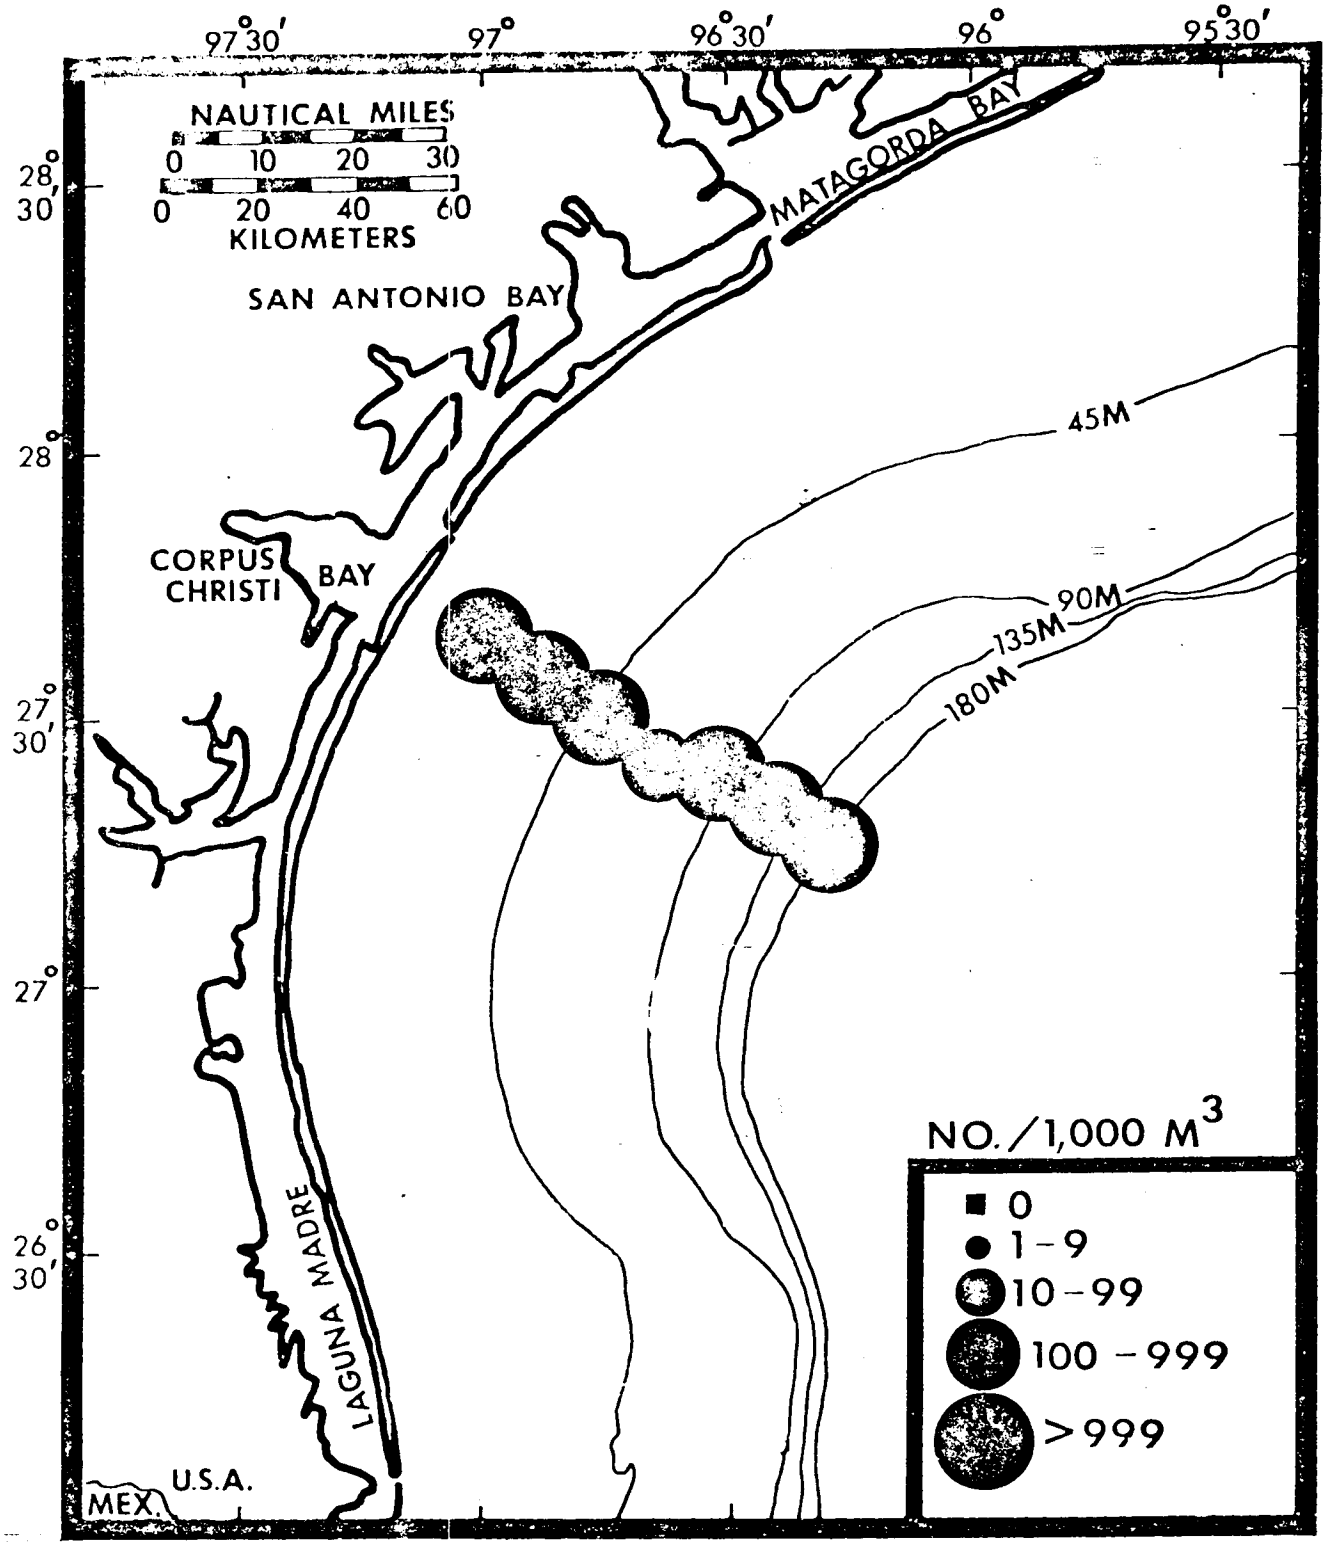 97°30′ 97° 96°30′ 96° 95°30′
NAUTICAL MILES
0 10 20 30
0 20 40 60
KILOMETERS
28°
30′
MATAGORDA BAY
SAN ANTONIO BAY
45M
28°
CORPUS
CHRISTI BAY
90M
135M
180M
27°
30′
27°
NO./1,000 M³
0
1-9
26°
30′
10-99
LAGUNA MADRE
100-999
>999
U.S.A.
MEX.